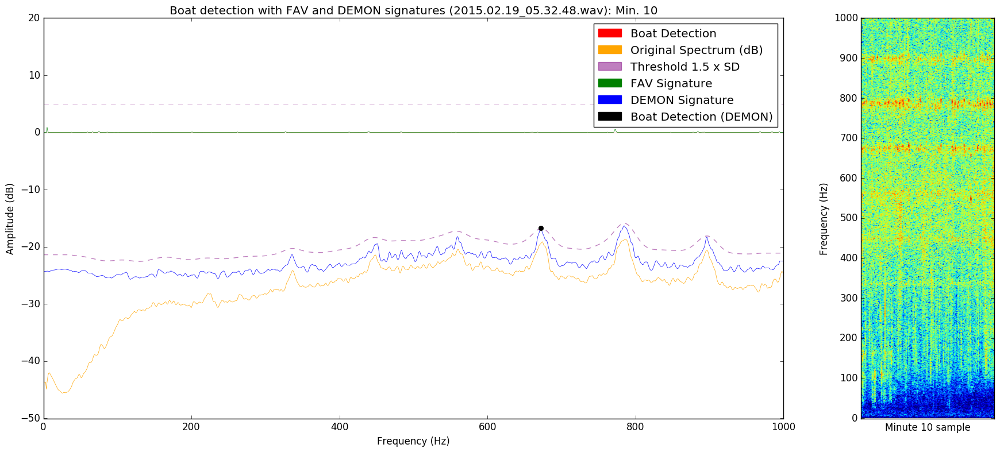 Boat detection with FAV and DEMON signatures (2015.02.19_05.32.48.wav): Min. 10
Boat Detection
Original Spectrum (dB)
Threshold 1.5 x SD
FAV Signature
DEMON Signature
Boat Detection (DEMON)
Amplitude (dB)
20
10
0
−10
−20
−30
−40
−50
0
200
400
600
800
1000
Frequency (Hz)
Frequency (Hz)
1000
900
800
700
600
500
400
300
200
100
0
Minute 10 sample